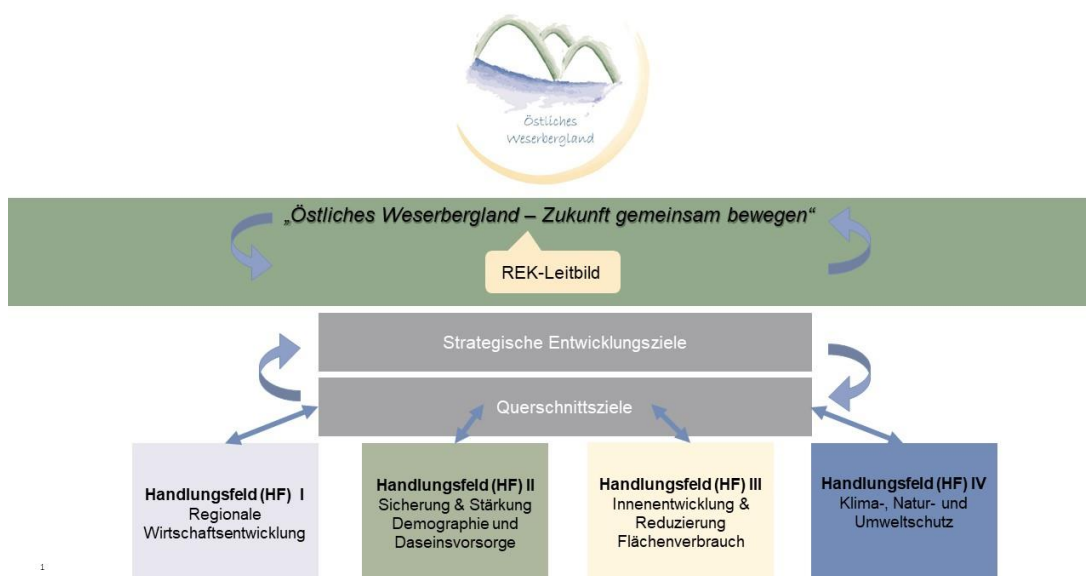 Östliches
Weserbergland
„Östliches Weserbergland – Zukunft gemeinsam bewegen“
REK-Leitbild
Strategische Entwicklungsziele
Querschnittsziele
Handlungsfeld (HF) I
Regionale
Wirtschaftsentwicklung
Handlungsfeld (HF) II
Sicherung & Stärkung
Demographie und
Daseinsvorsorge
Handlungsfeld (HF) III
Innenentwicklung &
Reduzierung
Flächenverbrauch
Handlungsfeld (HF) IV
Klima-, Natur- und
Umweltschutz
1